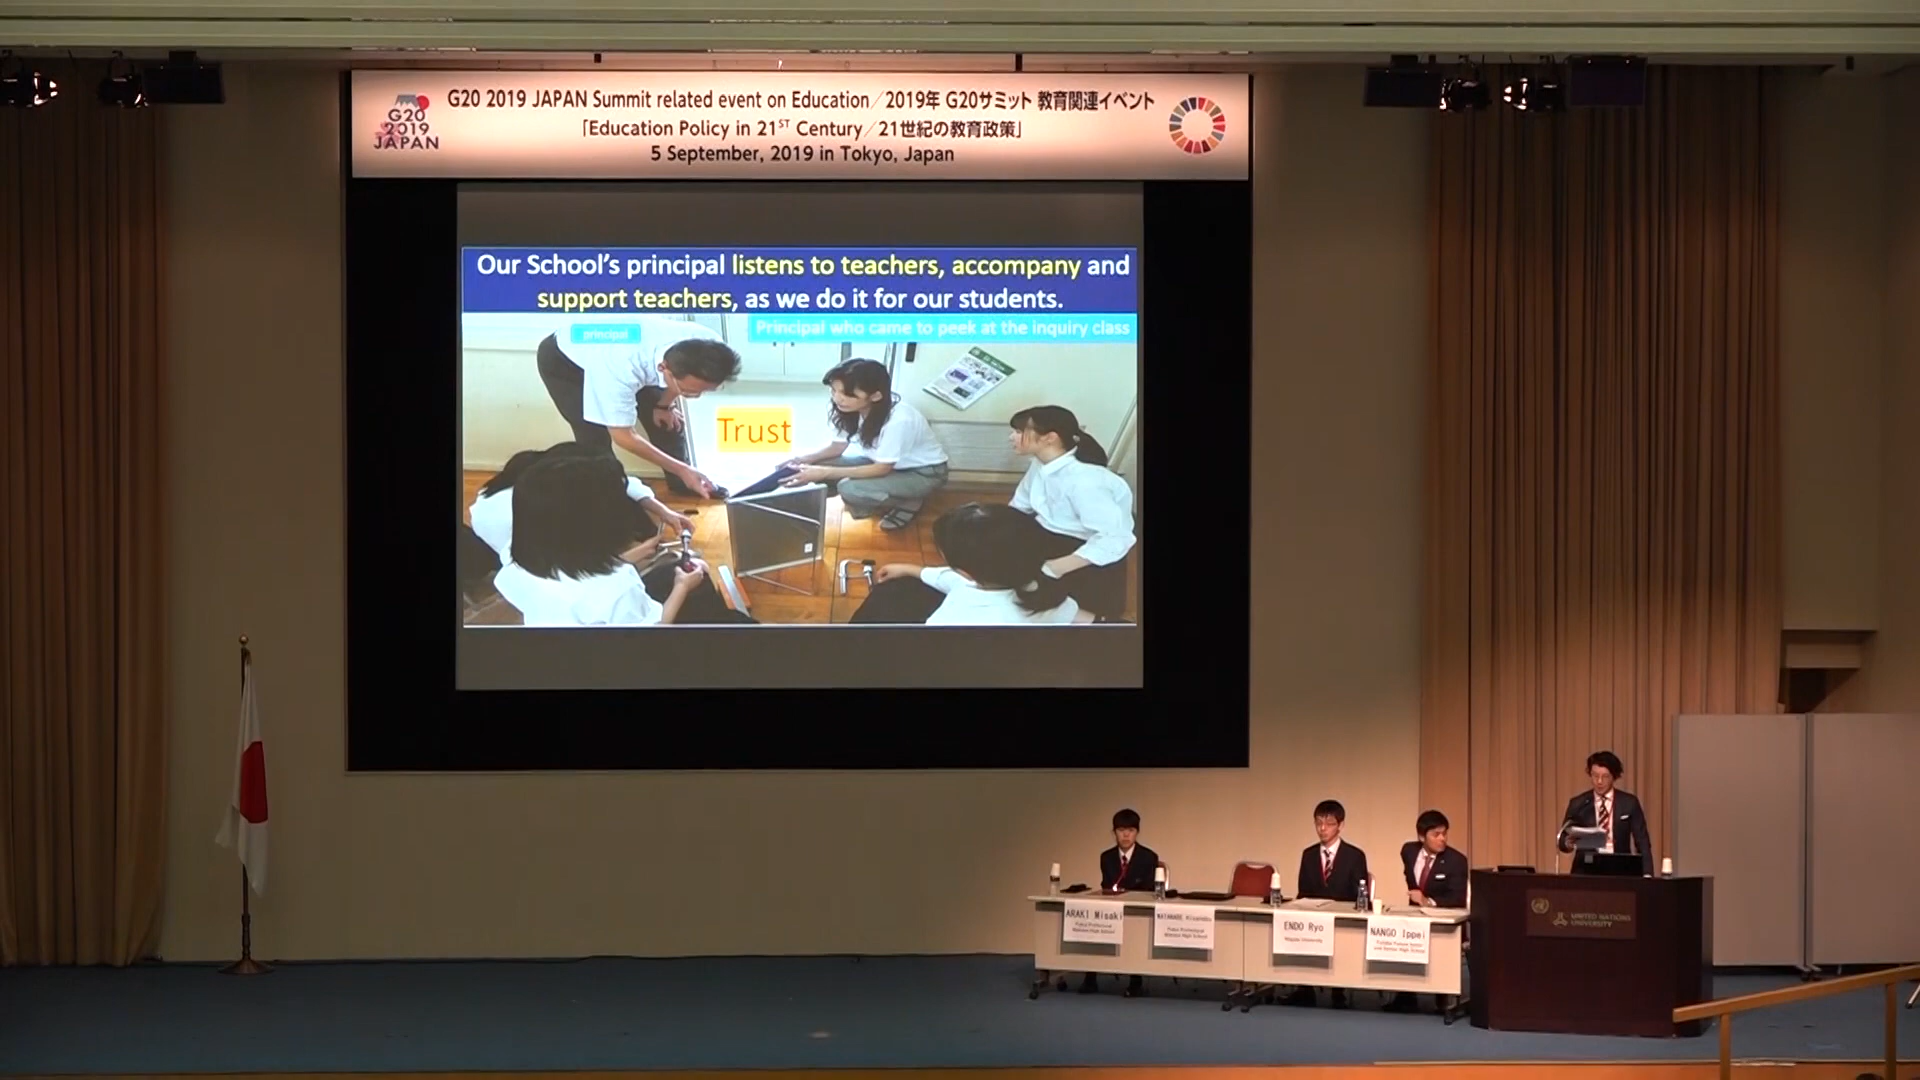 G20 2019 JAPAN Summit related event on Education／2019年 G20サミット 教育関連イベント
「Education Policy in 21ST Century／21世紀の教育政策」
5 September, 2019 in Tokyo, Japan
G20
2019
JAPAN
Our School's principal listens to teachers, accompany and
support teachers, as we do it for our students.
principal
Principal who came to peek at the inquiry class
Trust
ARAKI Misaki
WATANABE
ENDO Ryo
Niigata University
NANGO Ippei
UNITED NATIONS
UNIVERSITY